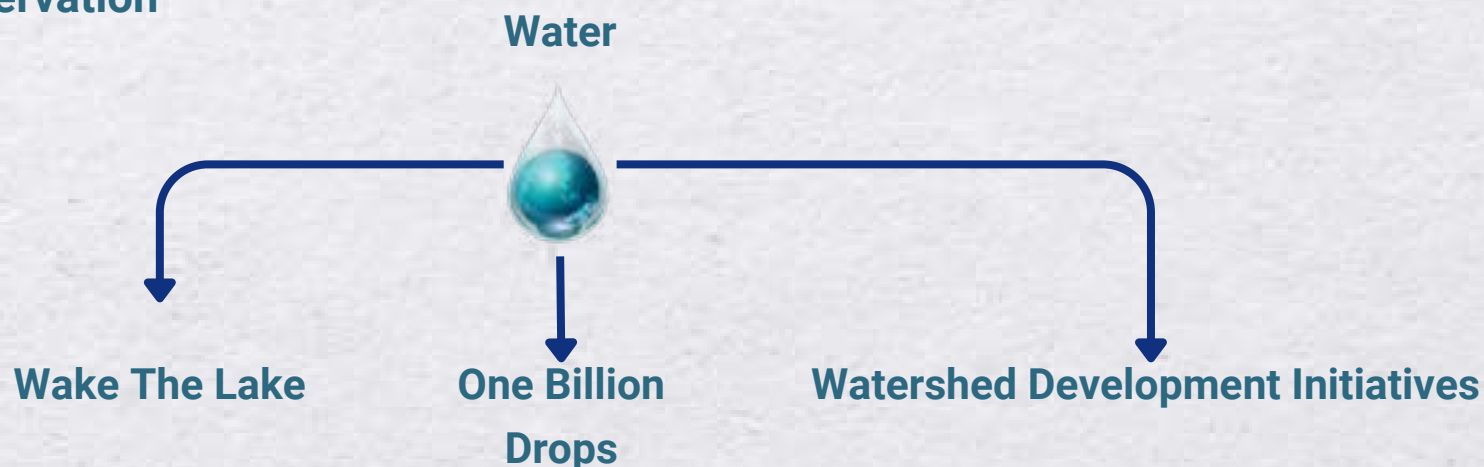 ervation
Water
Wake The Lake
One Billion
Drops
Watershed Development Initiatives